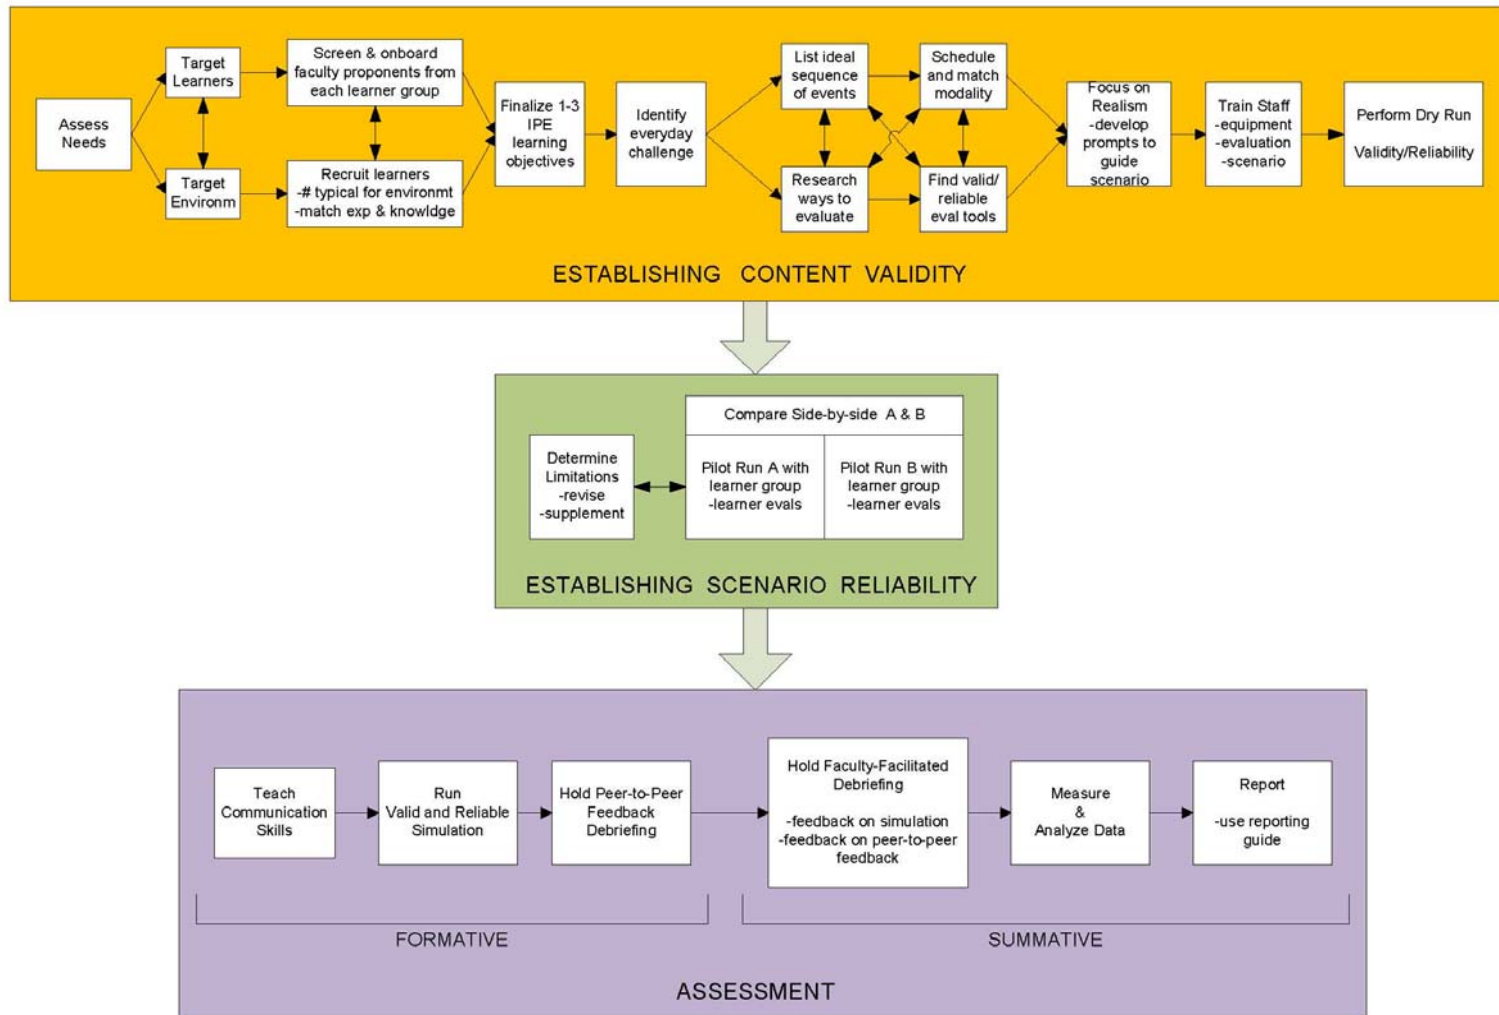 Assess
Needs
Target
Learners
Target
Environm
Screen & onboard
faculty proponents from
each learner group
Recruit learners
-# typical for environmt
-match exp & knowldge
Finalize 1-3
IPE
learning
objectives
Identify
everyday
challenge
List ideal
sequence
of events
Research
ways to
evaluate
Schedule
and match
modality
Find valid/
reliable
eval tools
Focus on
Realism
-develop
prompts to
guide
scenario
Train Staff
-equipment
-evaluation
-scenario
Perform Dry Run
Validity/Reliability
ESTABLISHING CONTENT VALIDITY
Determine
Limitations
-revise
-supplement
Compare Side-by-side A & B
Pilot Run A with
learner group
-learner evals
Pilot Run B with
learner group
-learner evals
ESTABLISHING SCENARIO RELIABILITY
Teach
Communication
Skills
Run
Valid and Reliable
Simulation
Hold Peer-to-Peer
Feedback
Debriefing
Hold Faculty-Facilitated
Debriefing
-feedback on simulation
-feedback on peer-to-peer
feedback
Measure
&
Analyze Data
Report
-use reporting
guide
FORMATIVE
SUMMATIVE
ASSESSMENT